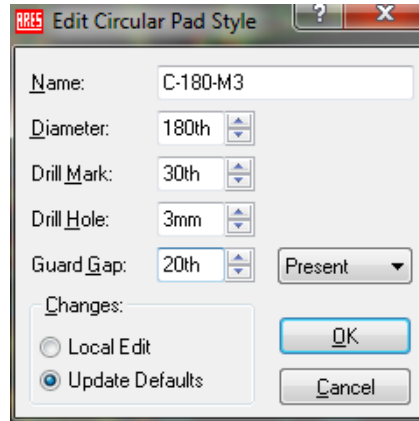 ARES Edit Circular Pad Style ? X
Name: C-180-M3
Diameter: 180th
Drill Mark: 30th
Drill Hole: 3mm
Guard Gap: 20th Present
Changes:
Local Edit
Update Defaults
OK
Cancel